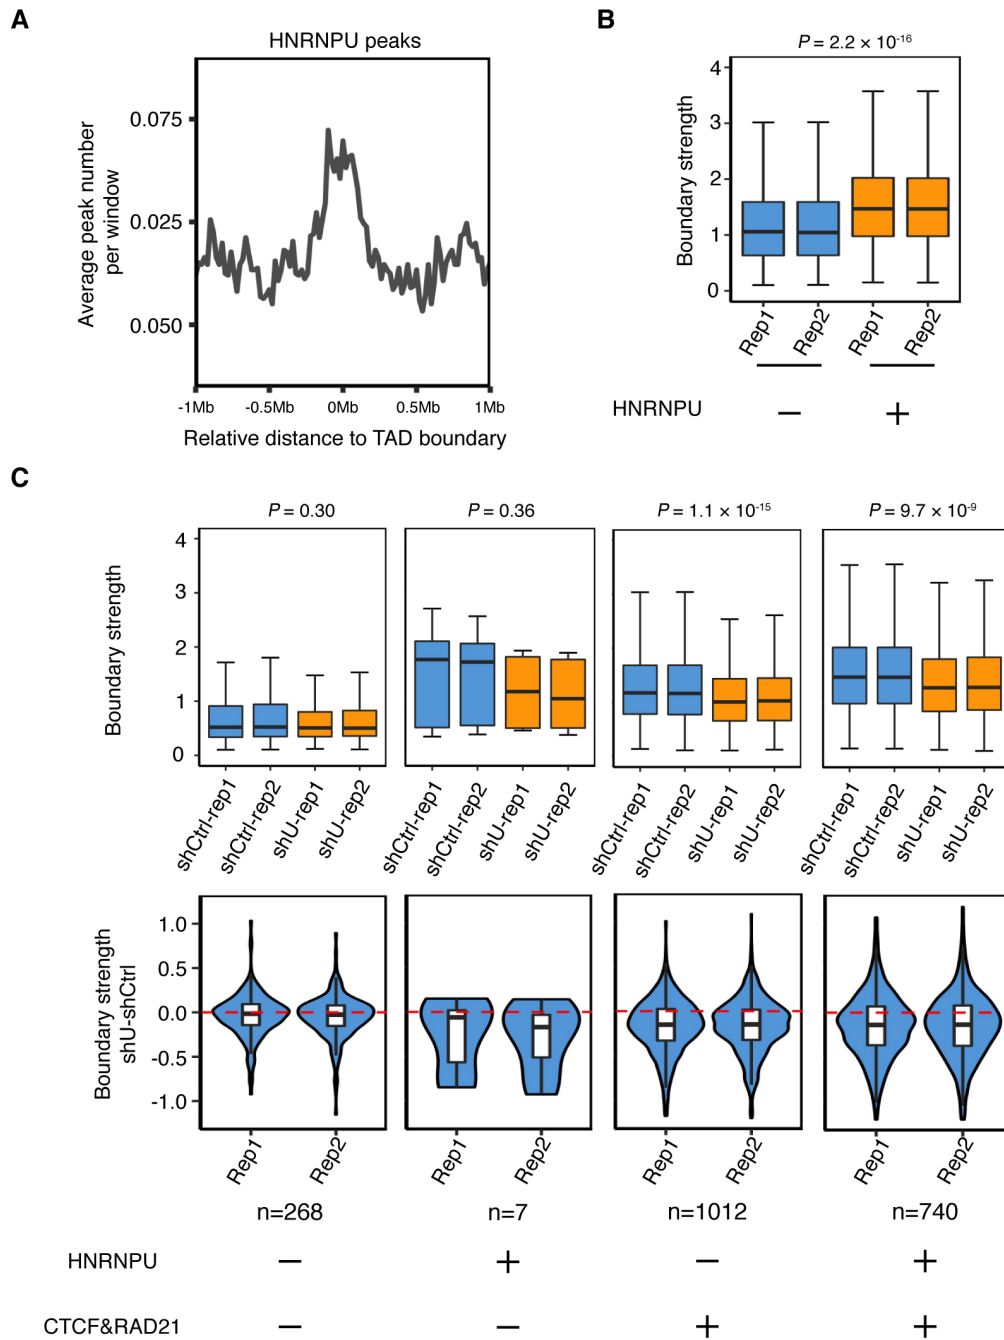 A
HNRNPU peaks
Average peak number
per window
0.075
0.025
0.050
-1Mb -0.5Mb 0Mb 0.5Mb 1Mb
Relative distance to TAD boundary
B
P = 2.2 × 10-16
Boundary strength
4
3
2
1
0
Rep1 Rep2 Rep1 Rep2
HNRNPU − +
C
P = 0.30 P = 0.36 P = 1.1 × 10-15 P = 9.7 × 10-9
Boundary strength
4
3
2
1
0
shCtrl-rep1 shCtrl-rep2 shU-rep1 shU-rep2 shCtrl-rep1 shCtrl-rep2 shU-rep1 shU-rep2 shCtrl-rep1 shCtrl-rep2 shU-rep1 shU-rep2 shCtrl-rep1 shCtrl-rep2 shU-rep1 shU-rep2
Boundary strength
shU-shCtrl
1.0
0.5
0.0
-0.5
-1.0
Rep1 Rep2 Rep1 Rep2 Rep1 Rep2 Rep1 Rep2
n=268 n=7 n=1012 n=740
HNRNPU − + − +
CTCF&RAD21 − − + +